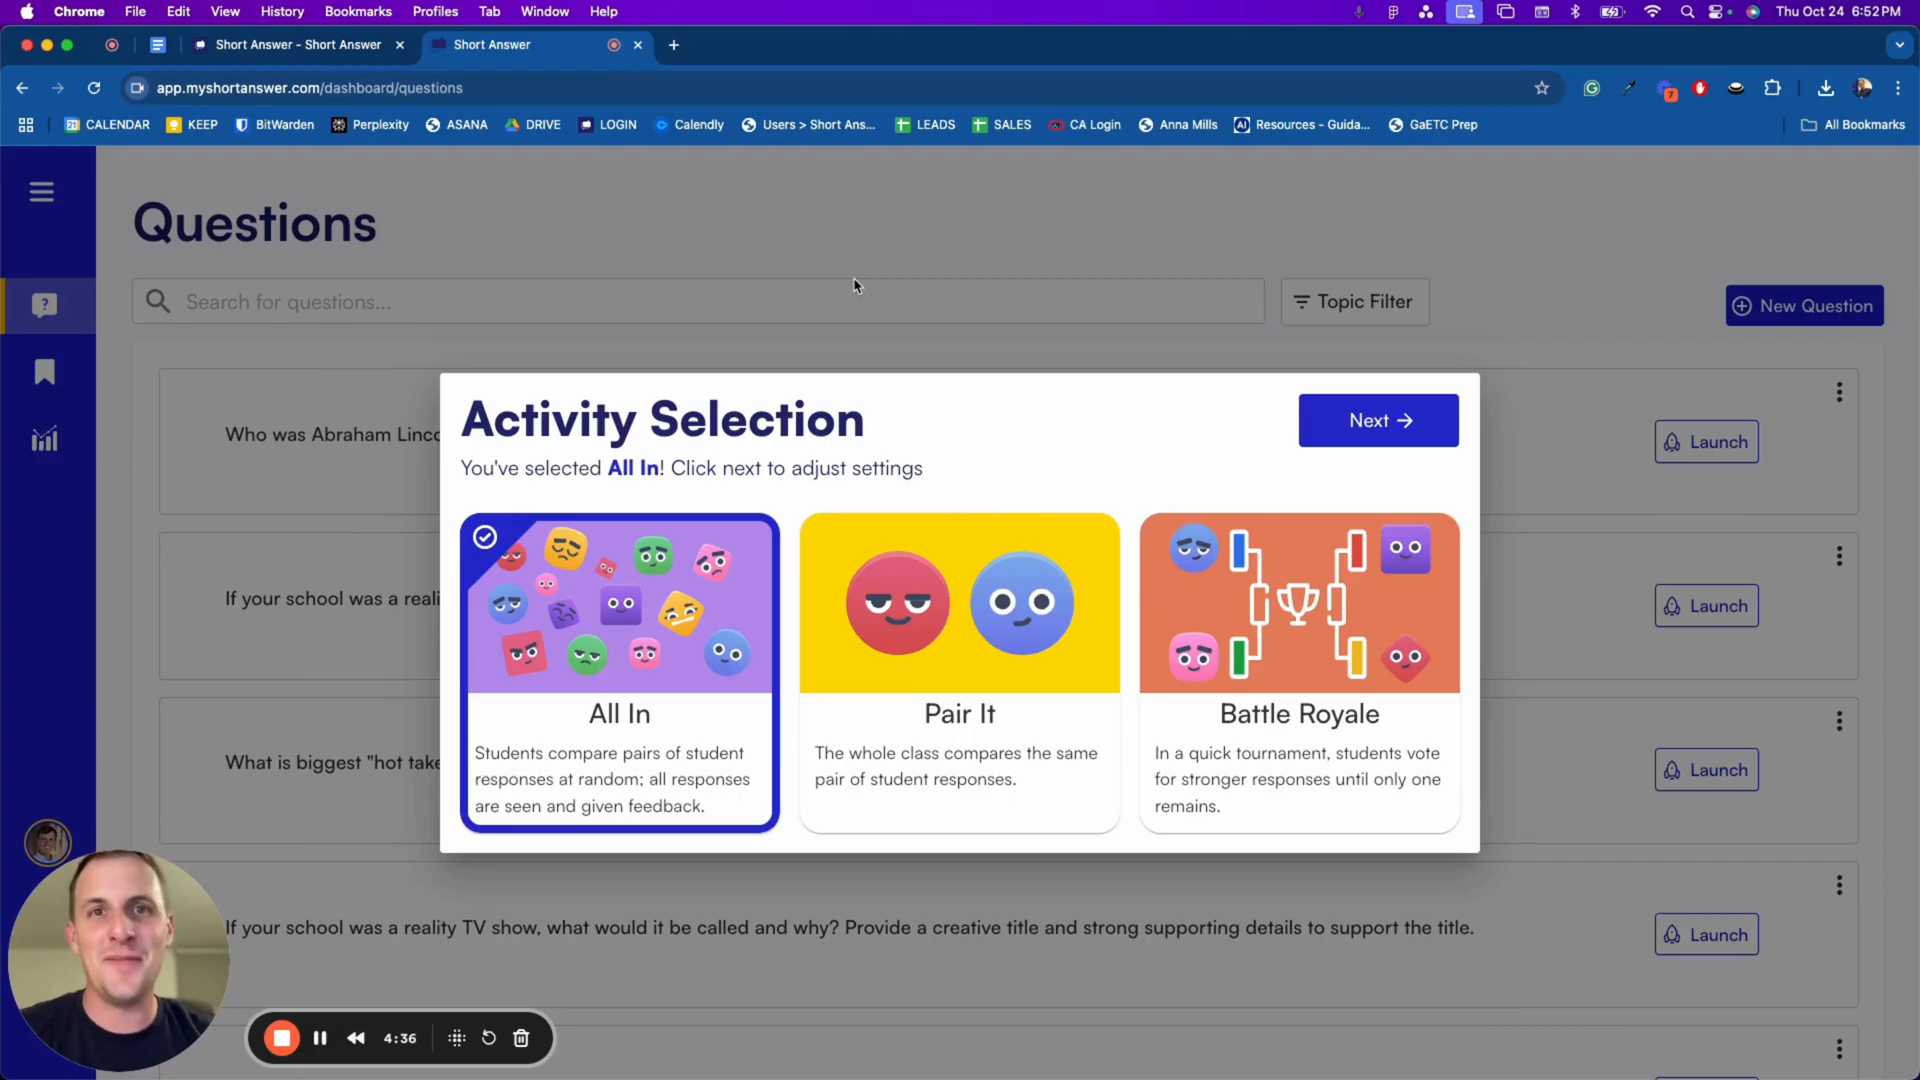 Chrome File Edit View History Bookmarks Profiles Tab Window Help Thu Oct 24 6:52 PM
Short Answer - Short Answer
Short Answer
app.myshortanswer.com/dashboard/questions
7
CALENDAR KEEP BitWarden Perplexity ASANA DRIVE LOGIN Calendly Users > Short Ans... LEADS SALES CA Login Anna Mills Resources - Guida... GaETC Prep All Bookmarks
Questions
Search for questions...
Topic Filter
New Question
Activity Selection
Next →
You've selected All In! Click next to adjust settings
All In
Students compare pairs of student
responses at random; all responses
are seen and given feedback.
Pair It
The whole class compares the same
pair of student responses.
Battle Royale
In a quick tournament, students vote
for stronger responses until only one
remains.
Who was Abraham Linco
Launch
If your school was a reali
Launch
What is biggest "hot take
Launch
If your school was a reality TV show, what would it be called and why? Provide a creative title and strong supporting details to support the title.
Launch
4:36